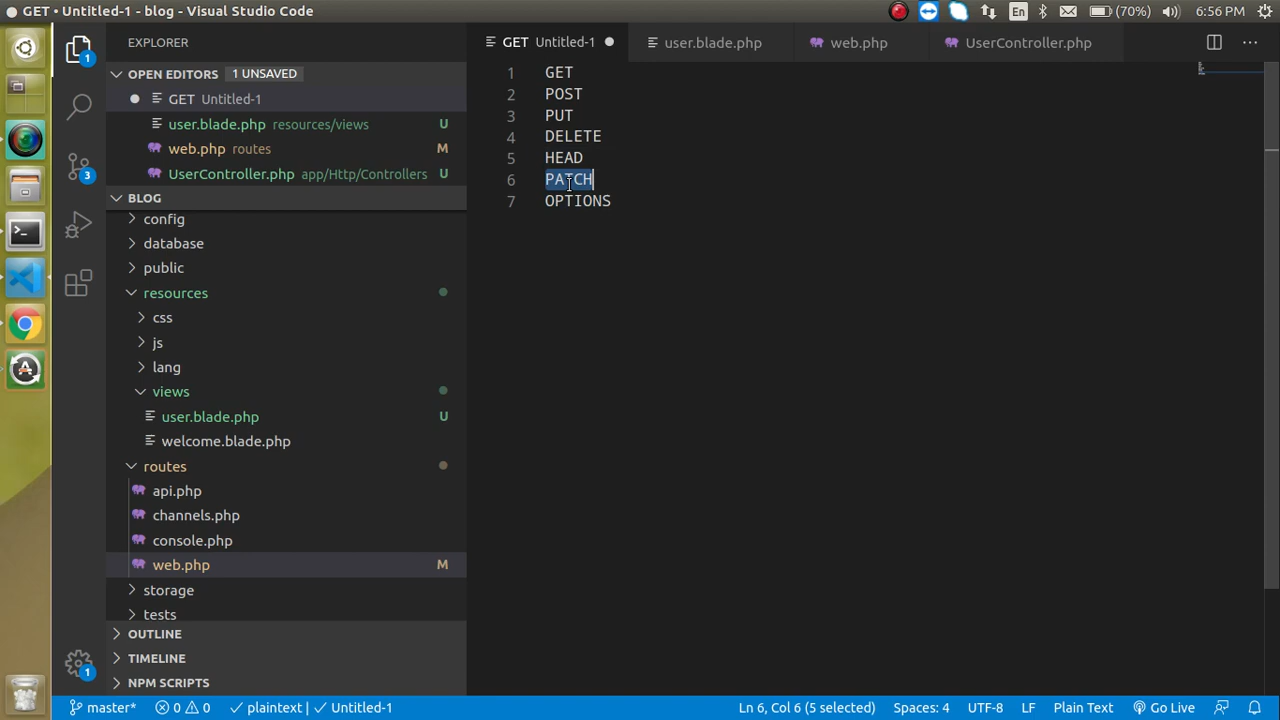 GET • Untitled-1 - blog - Visual Studio Code
En
(70%)
6:56 PM
EXPLORER
GET Untitled-1
user.blade.php
web.php
UserController.php
OPEN EDITORS 1 UNSAVED
GET Untitled-1
user.blade.php resources/views U
web.php routes M
UserController.php app/Http/Controllers U
BLOG
config
database
public
resources
css
js
lang
views
user.blade.php U
welcome.blade.php
routes
api.php
channels.php
console.php
web.php M
storage
tests
OUTLINE
TIMELINE
NPM SCRIPTS
1
3
1
1 GET
2 POST
3 PUT
4 DELETE
5 HEAD
6 PATCH
7 OPTIONS
master* 0 0 plaintext Untitled-1 Ln 6, Col 6 (5 selected) Spaces: 4 UTF-8 LF Plain Text Go Live